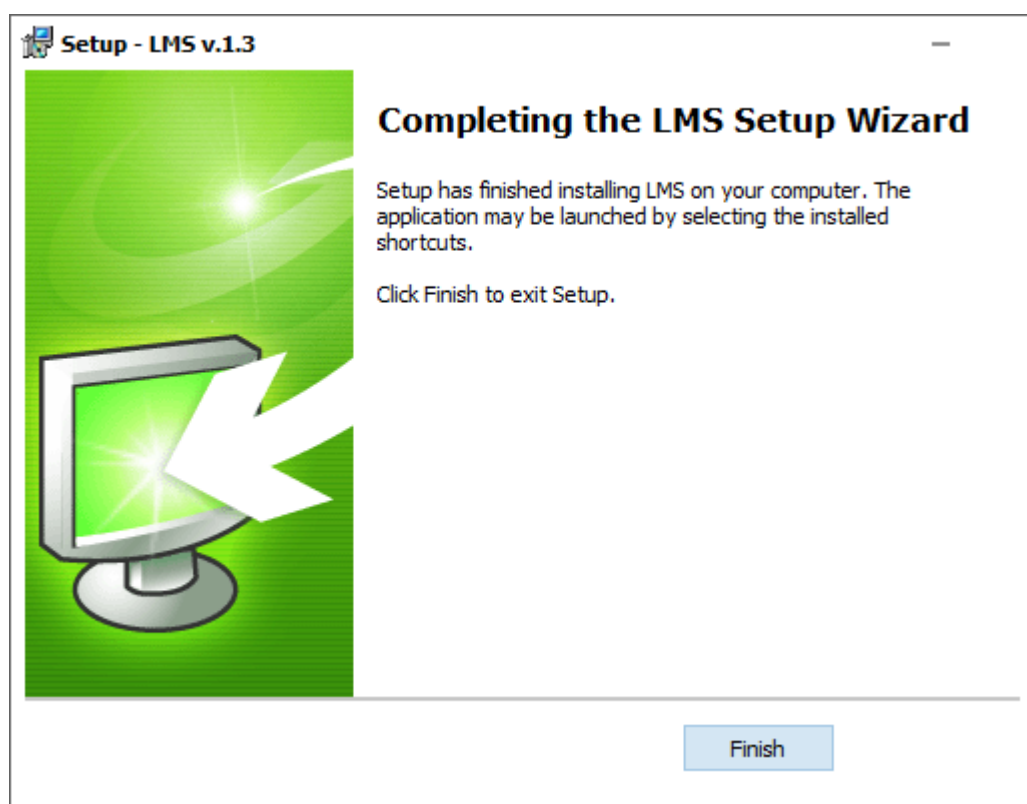 Setup - LMS v.1.3
Completing the LMS Setup Wizard
Setup has finished installing LMS on your computer. The
application may be launched by selecting the installed
shortcuts.
Click Finish to exit Setup.
Finish